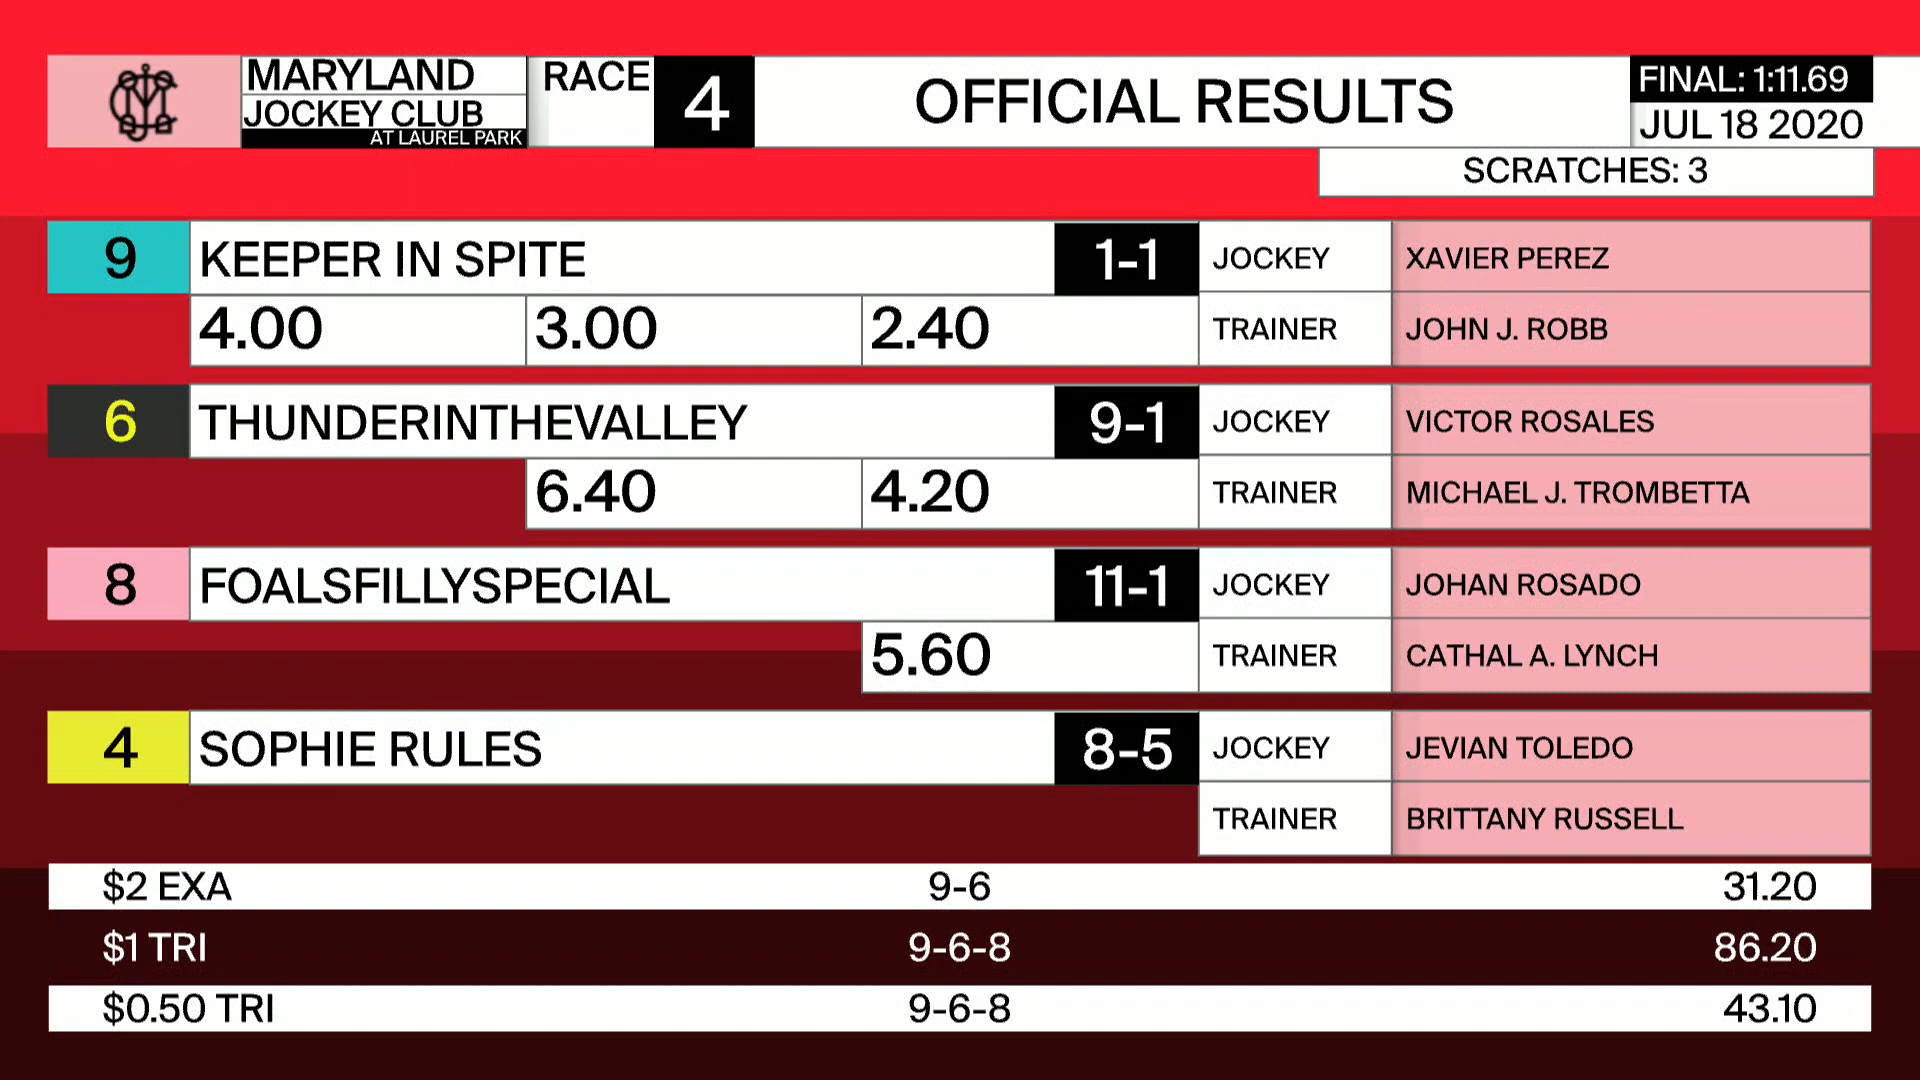 MARYLAND
JOCKEY CLUB
AT LAUREL PARK
RACE 4
OFFICIAL RESULTS
FINAL: 1:11.69
JUL 18 2020
SCRATCHES: 3
9 KEEPER IN SPITE 1-1 JOCKEY XAVIER PEREZ
4.00 3.00 2.40 TRAINER JOHN J. ROBB
6 THUNDERINTHEVALLEY 9-1 JOCKEY VICTOR ROSALES
6.40 4.20 TRAINER MICHAEL J. TROMBETTA
8 FOALSFILLYSPECIAL 11-1 JOCKEY JOHAN ROSADO
5.60 TRAINER CATHAL A. LYNCH
4 SOPHIE RULES 8-5 JOCKEY JEVIAN TOLEDO
TRAINER BRITTANY RUSSELL
$2 EXA 9-6 31.20
$1 TRI 9-6-8 86.20
$0.50 TRI 9-6-8 43.10